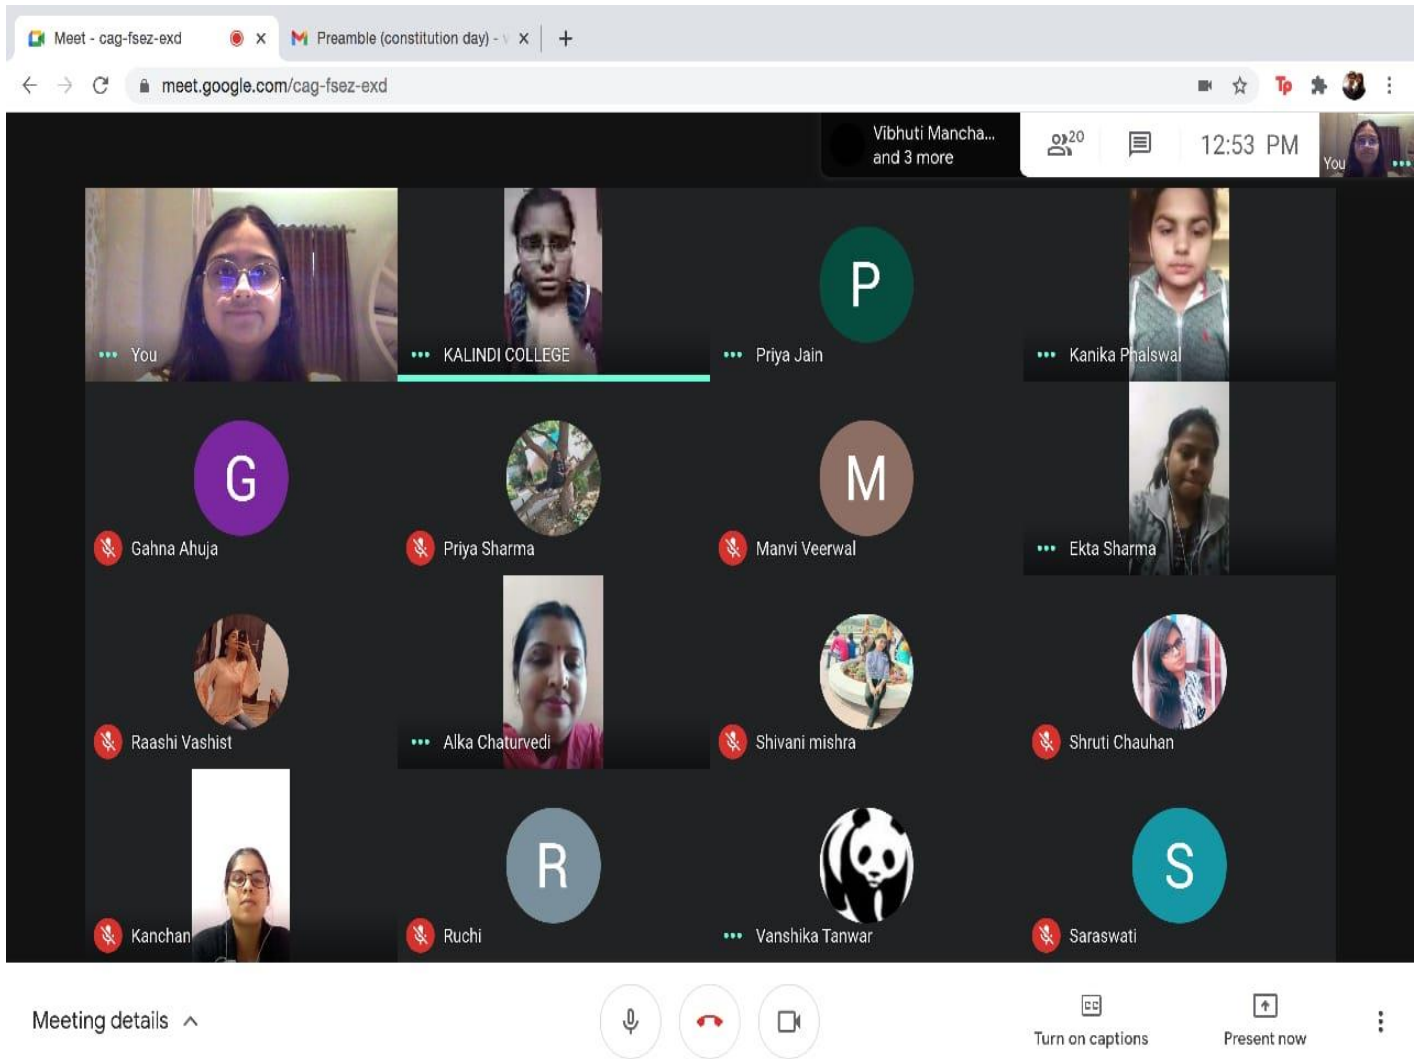 Meet - cag-fsez-exd
Preamble (constitution day) -
meet.google.com/cag-fsez-exd
Tp
Vibhuti Mancha...
and 3 more
20
12:53 PM
You
You
KALINDI COLLEGE
P
Priya Jain
Kanika Phalswal
G
Gahna Ahuja
Priya Sharma
M
Manvi Veerwal
Ekta Sharma
Raashi Vashist
Alka Chaturvedi
Shivani mishra
Shruti Chauhan
Kanchan
R
Ruchi
Vanshika Tanwar
S
Saraswati
Meeting details
CC
Turn on captions
Present now